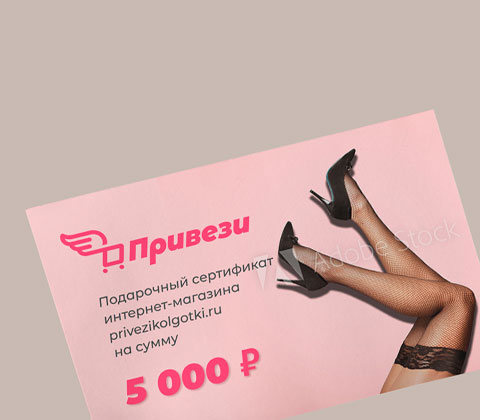 Привези
Подарочный сертификат
интернет-магазина
privezikolgotki.ru
на сумму
5 000 ₽
Adobe Stock